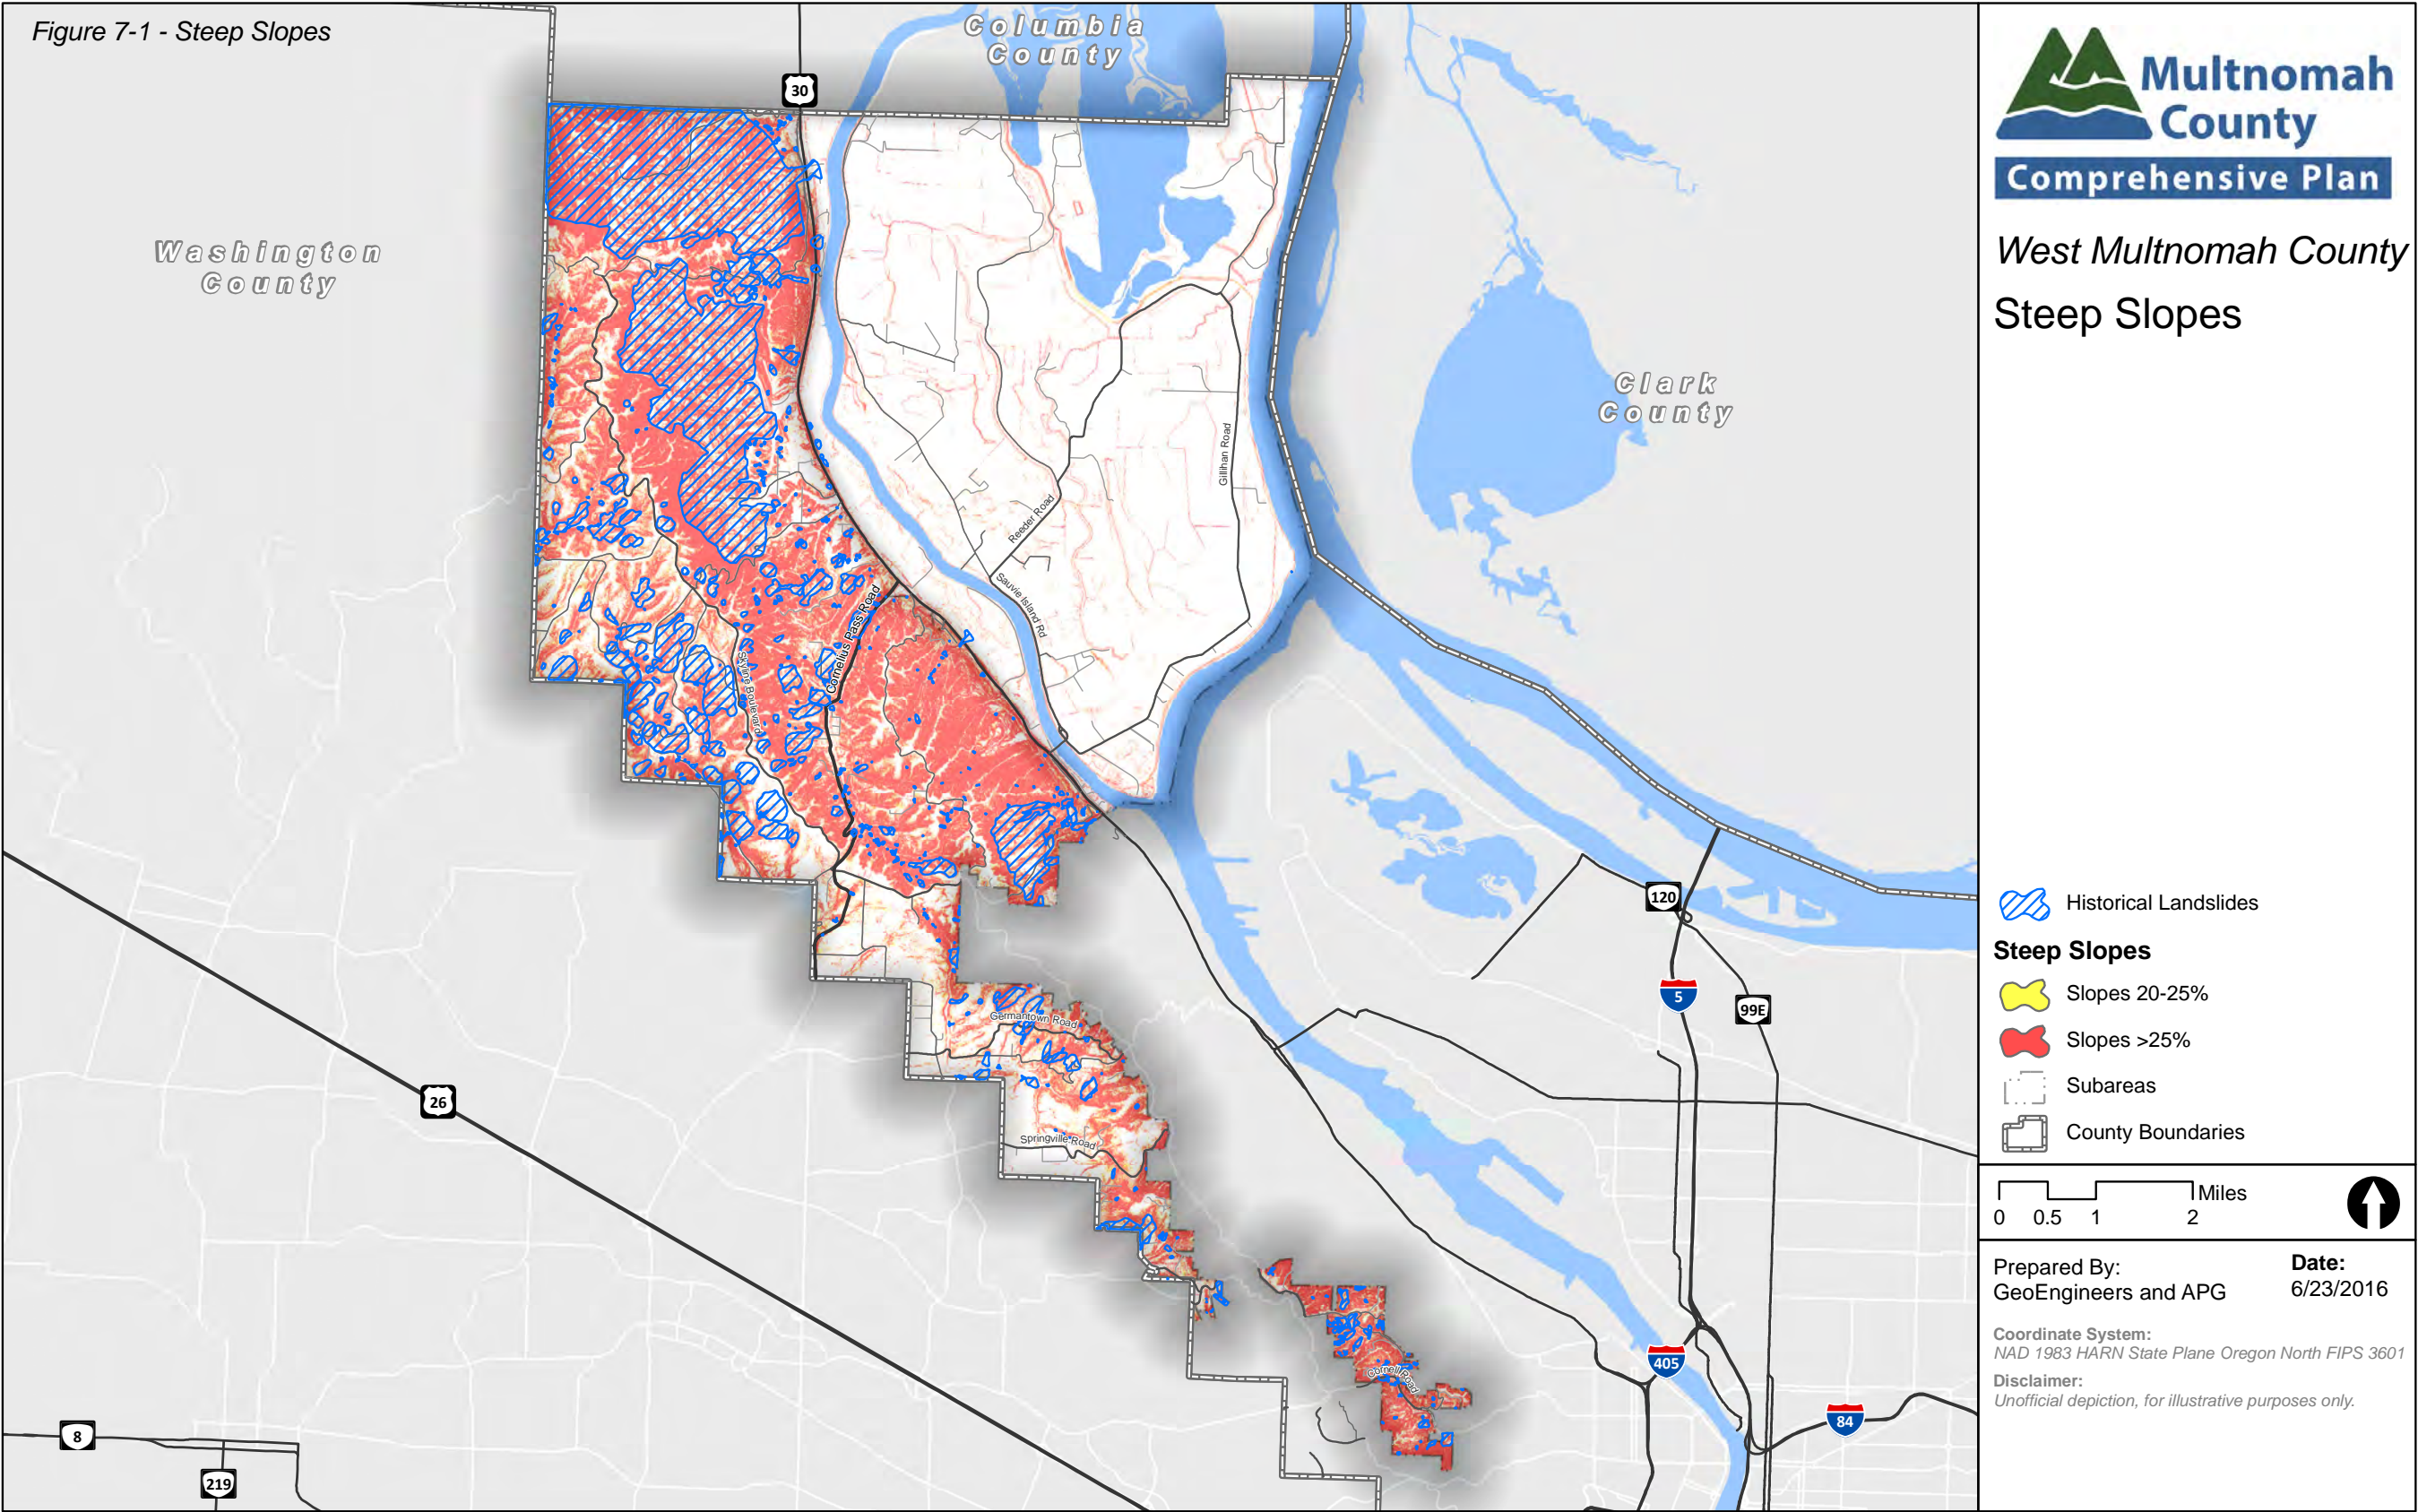 Figure 7-1 - Steep Slopes
Columbia
County
30
Washington
County
Clark
County
Gillihan Road
Reeder Road
Sauvie Island Rd
Cornelius Pass Road
Skyline Boulevard
Germantown Road
Springville Road
Cornell Road
120
5
99E
26
405
84
8
219
Multnomah
County
Comprehensive Plan
West Multnomah County
Steep Slopes
Historical Landslides
Steep Slopes
Slopes 20-25%
Slopes >25%
Subareas
County Boundaries
Miles
0 0.5 1 2
Prepared By:
GeoEngineers and APG
Date:
6/23/2016
Coordinate System:
NAD 1983 HARN State Plane Oregon North FIPS 3601
Disclaimer:
Unofficial depiction, for illustrative purposes only.